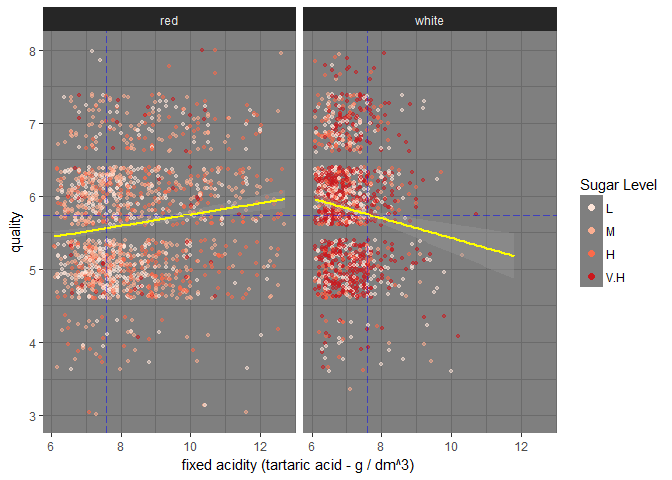 red
white
8
7
6
5
4
3
quality
6
8
10
12
6
8
10
12
fixed acidity (tartaric acid - g / dm^3)
Sugar Level
L
M
H
V.H